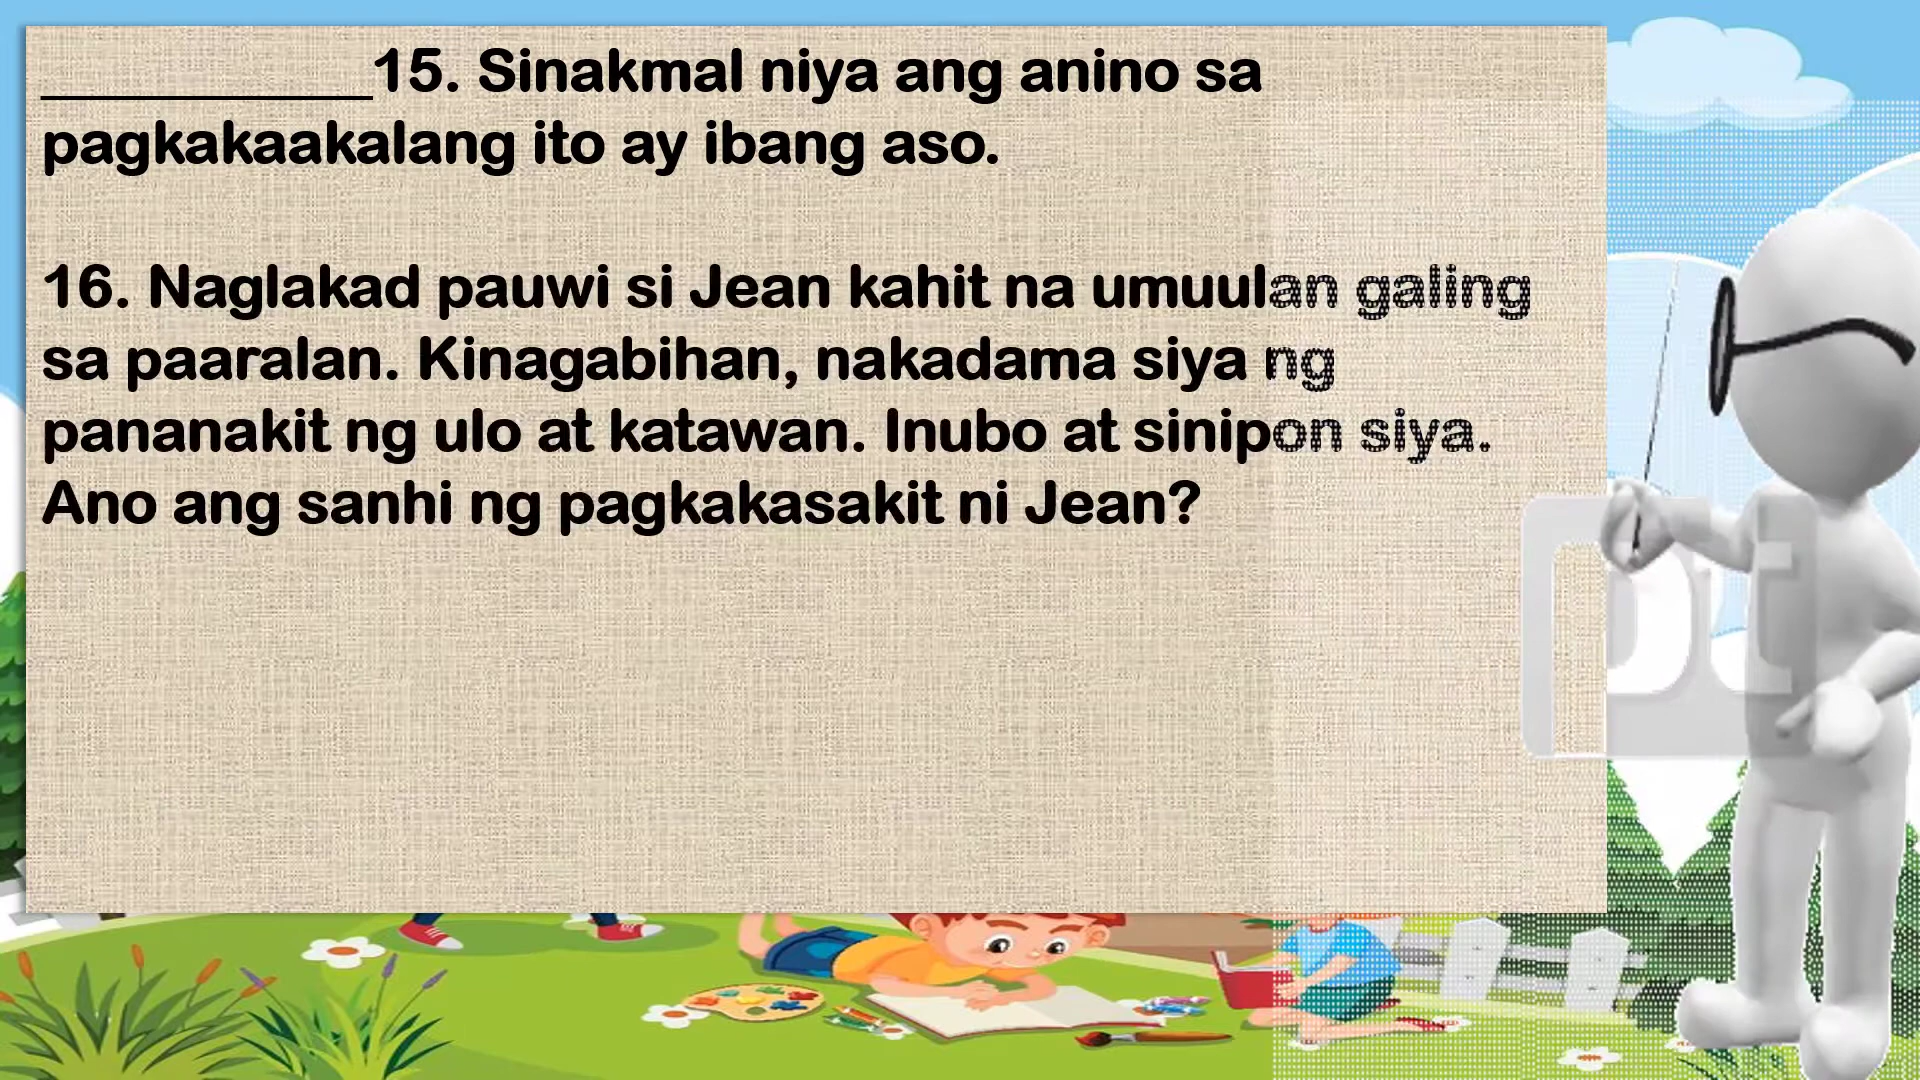 ___________15. Sinakmal niya ang anino sa
pagkakaakalang ito ay ibang aso.
16. Naglakad pauwi si Jean kahit na umuulan galing
sa paaralan. Kinagabihan, nakadama siya ng
pananakit ng ulo at katawan. Inubo at sinipon siya.
Ano ang sanhi ng pagkakasakit ni Jean?